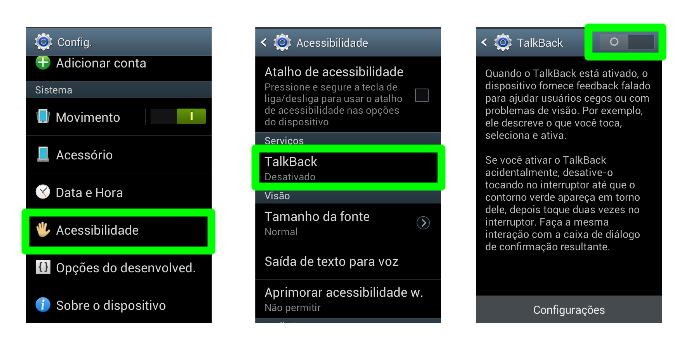 Config.
Adicionar conta
Sistema
Movimento
Acessório
Data e Hora
Acessibilidade
Opções do desenvolved.
Sobre o dispositivo
Acessibilidade
Atalho de acessibilidade
Pressione e segure a tecla de
liga/desliga para usar o atalho
de acessibilidade nas opções
do dispositivo
Serviços
TalkBack
Desativado
Visão
Tamanho da fonte
Normal
Saída de texto para voz
Aprimorar acessibilidade w.
Não permitir
TalkBack
Quando o TalkBack está ativado, o
dispositivo fornece feedback falado
para ajudar usuários cegos ou com
problemas de visão. Por exemplo,
ele descreve o que você toca,
seleciona e ativa.
Se você ativar o TalkBack
acidentalmente, desative-o
tocando no interruptor até que o
contorno verde apareça em torno
dele, depois toque duas vezes no
interruptor. Faça a mesma
interação com a caixa de diálogo
de confirmação resultante.
Configurações